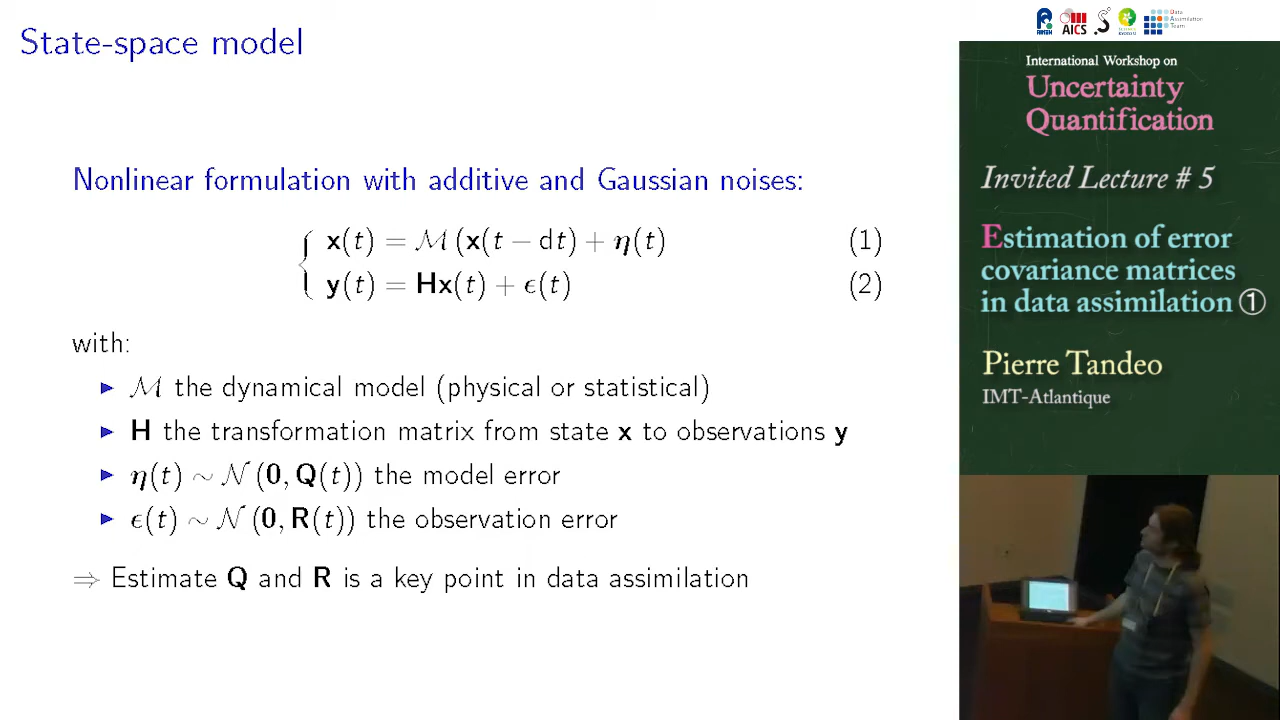 State-space model
Nonlinear formulation with additive and Gaussian noises:
x(t) = M (x(t − dt) + η(t) (1)
y(t) = Hx(t) + ϵ(t) (2)
with:
▶ M the dynamical model (physical or statistical)
▶ H the transformation matrix from state x to observations y
▶ η(t) ∼ N (0, Q(t)) the model error
▶ ϵ(t) ∼ N (0, R(t)) the observation error
⇒ Estimate Q and R is a key point in data assimilation
AICS
Data
Assimilation
Team
International Workshop on
Uncertainty
Quantification
Invited Lecture # 5
Estimation of error
covariance matrices
in data assimilation ①
Pierre Tandeo
IMT-Atlantique